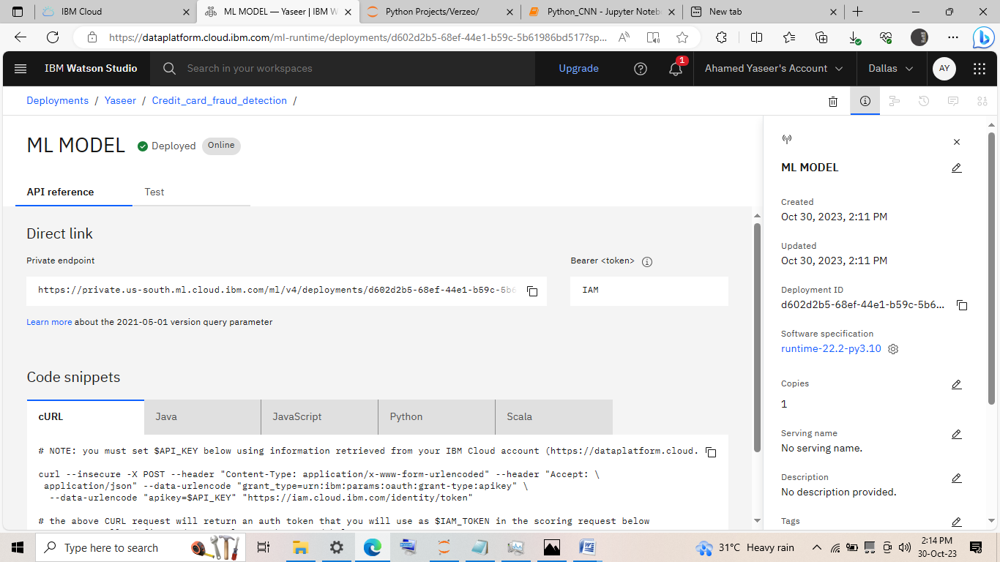 IBM Cloud
ML MODEL — Yaseer | IBM W
Python Projects/Verzeo/
Python_CNN - Jupyter Noteb
New tab
https://dataplatform.cloud.ibm.com/ml-runtime/deployments/d602d2b5-68ef-44e1-b59c-5b61986bd517?sp...
IBM Watson Studio
Search in your workspaces
Upgrade
1
Ahamed Yaseer's Account
Dallas
AY
Deployments / Yaseer / Credit_card_fraud_detection /
ML MODEL
Deployed
Online
API reference
Test
Direct link
Private endpoint
Bearer <token>
https://private.us-south.ml.cloud.ibm.com/ml/v4/deployments/d602d2b5-68ef-44e1-b59c-5b6
IAM
Learn more about the 2021-05-01 version query parameter
Code snippets
cURL
Java
JavaScript
Python
Scala
# NOTE: you must set $API_KEY below using information retrieved from your IBM Cloud account (https://dataplatform.cloud.
curl --insecure -X POST --header "Content-Type: application/x-www-form-urlencoded" --header "Accept: \
application/json" --data-urlencode "grant_type=urn:ibm:params:oauth:grant-type:apikey" \
--data-urlencode "apikey=$API_KEY" "https://iam.cloud.ibm.com/identity/token"
# the above CURL request will return an auth token that you will use as $IAM_TOKEN in the scoring request below
ML MODEL
Created
Oct 30, 2023, 2:11 PM
Updated
Oct 30, 2023, 2:11 PM
Deployment ID
d602d2b5-68ef-44e1-b59c-5b6...
Software specification
runtime-22.2-py3.10
Copies
1
Serving name
No serving name.
Description
No description provided.
Tags
Type here to search
31°C Heavy rain
2:14 PM
30-Oct-23